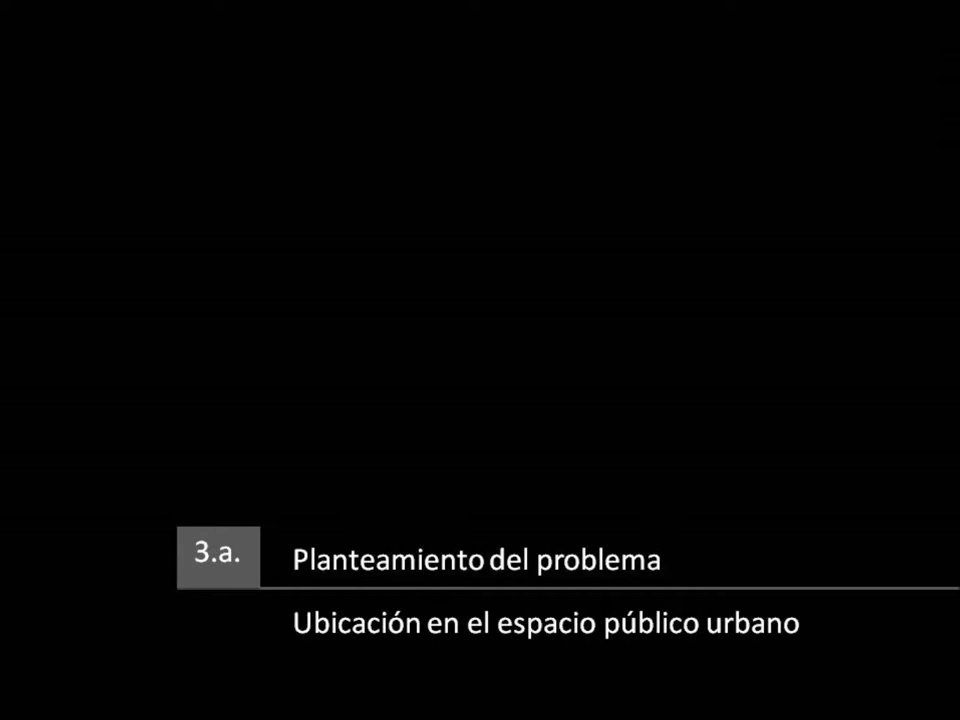 3.a.
Planteamiento del problema
Ubicación en el espacio público urbano